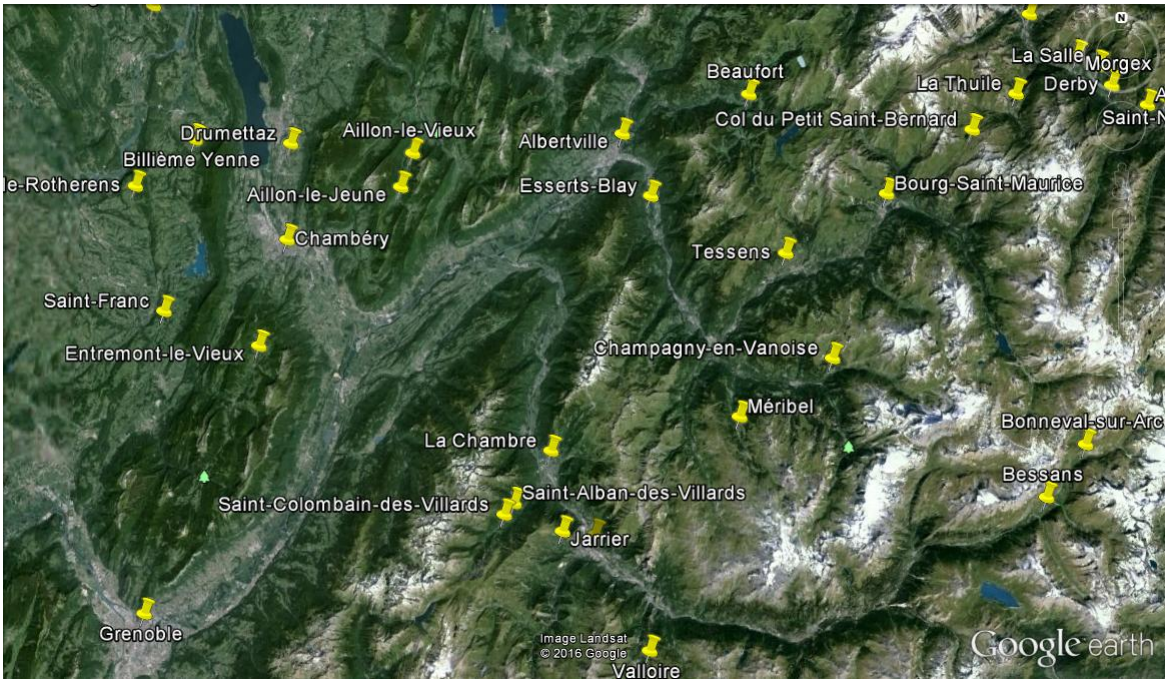 N
La Salle
Morgex
Beaufort
La Thuile
Derby
Saint-N
Col du Petit Saint-Bernard
Drumettaz
Aillon-le-Vieux
Albertville
Billième Yenne
le-Rotherens
Aillon-le-Jeune
Esserts-Blay
Bourg-Saint-Maurice
Chambéry
Tessens
Saint-Franc
Entremont-le-Vieux
Champagny-en-Vanoise
Méribel
Bonneval-sur-Arc
La Chambre
Bessans
Saint-Colombain-des-Villards
Saint-Alban-des-Villards
Jarrier
Grenoble
Image Landsat
© 2016 Google
Google earth
Valloire